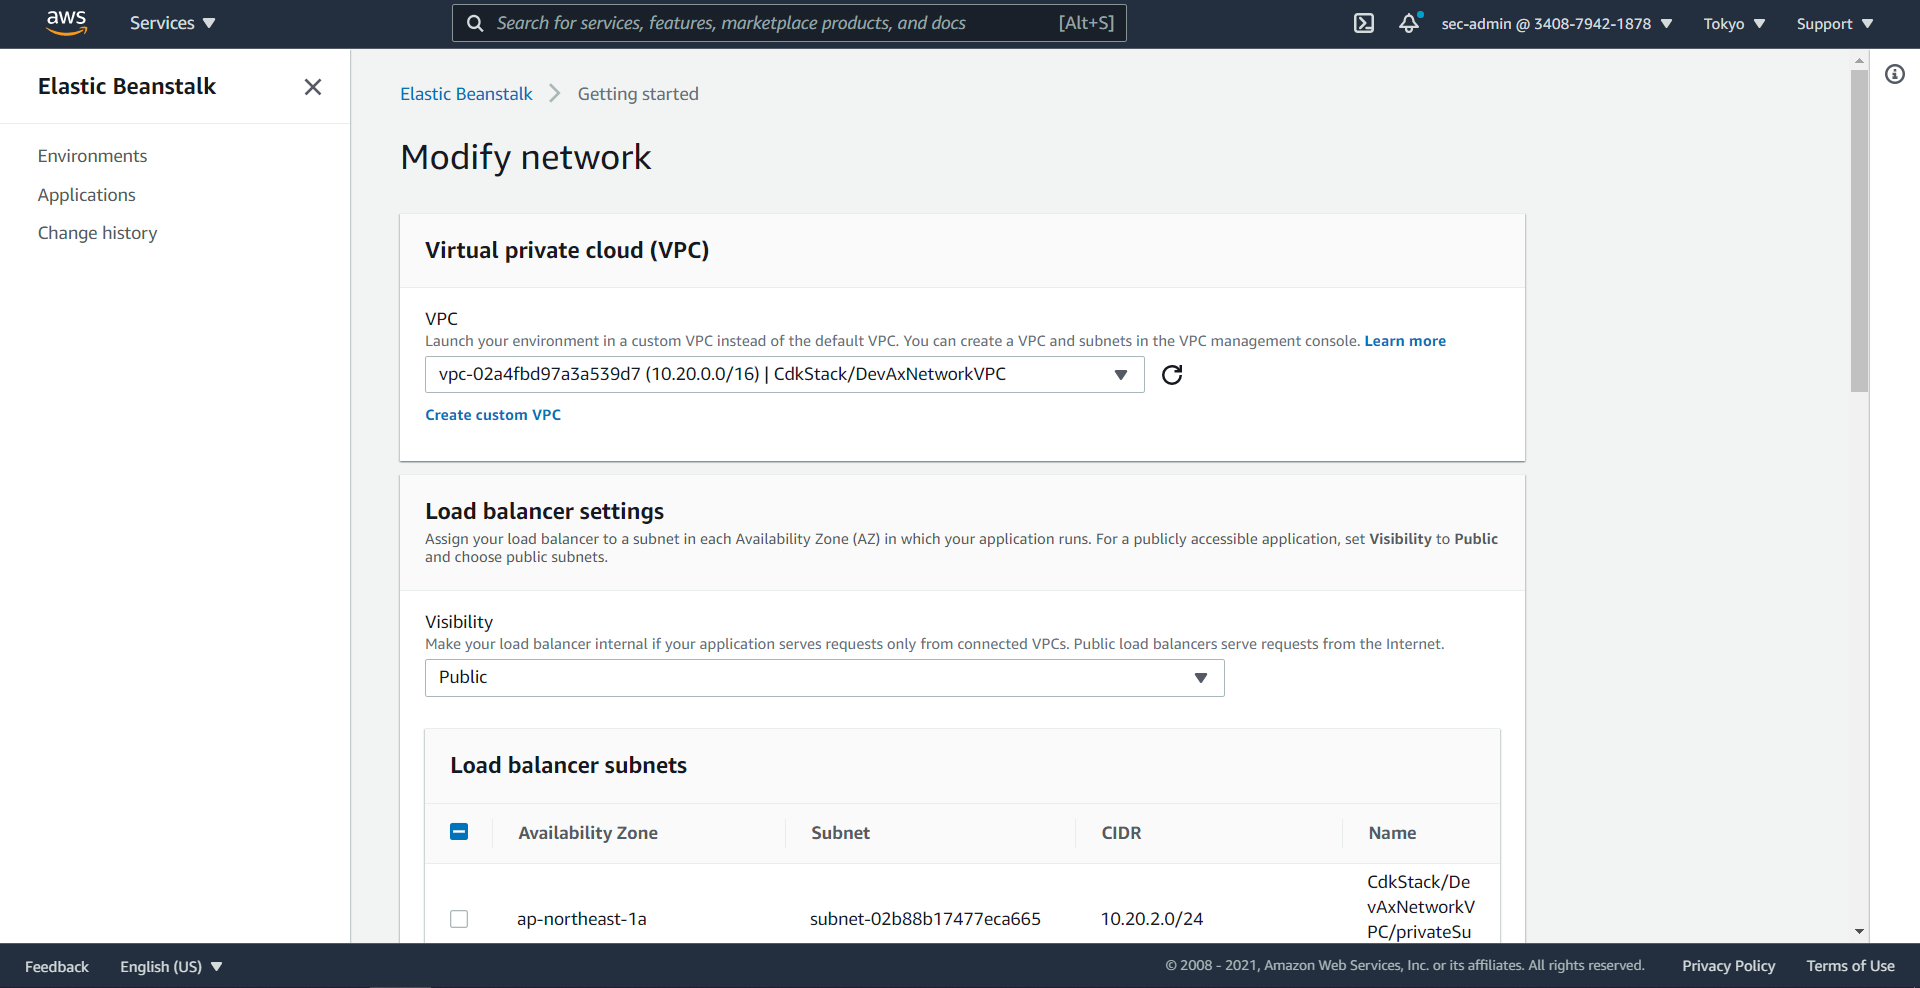 aws
Services
Search for services, features, marketplace products, and docs
[Alt+S]
sec-admin @ 3408-7942-1878
Tokyo
Support
Elastic Beanstalk
Environments
Applications
Change history
Elastic Beanstalk
Getting started
Modify network
Virtual private cloud (VPC)
VPC
Launch your environment in a custom VPC instead of the default VPC. You can create a VPC and subnets in the VPC management console. Learn more
vpc-02a4fbd97a3a539d7 (10.20.0.0/16) | CdkStack/DevAxNetworkVPC
Create custom VPC
Load balancer settings
Assign your load balancer to a subnet in each Availability Zone (AZ) in which your application runs. For a publicly accessible application, set Visibility to Public
and choose public subnets.
Visibility
Make your load balancer internal if your application serves requests only from connected VPCs. Public load balancers serve requests from the Internet.
Public
Load balancer subnets
Availability Zone
Subnet
CIDR
Name
ap-northeast-1a
subnet-02b88b17477eca665
10.20.2.0/24
CdkStack/De
vAxNetworkV
PC/privateSu
Feedback
English (US)
© 2008 - 2021, Amazon Web Services, Inc. or its affiliates. All rights reserved.
Privacy Policy
Terms of Use